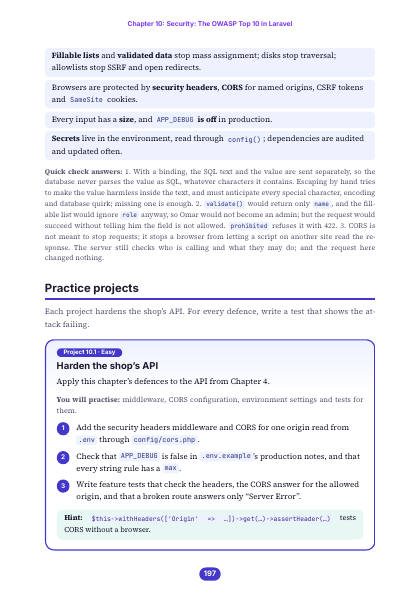 Chapter 10: Security: The OWASP Top 10 in Laravel
Fillable lists and validated data stop mass assignment; disks stop traversal;
allowlists stop SSRF and open redirects.
Browsers are protected by security headers, CORS for named origins, CSRF tokens
and SameSite cookies.
Every input has a size, and APP_DEBUG is off in production.
Secrets live in the environment, read through config(); dependencies are audited
and updated often.
Quick check answers: 1. With a binding, the SQL text and the value are sent separately, so the
database never parses the value as SQL, whatever characters it contains. Escaping by hand tries
to make the value harmless inside the text, and must anticipate every special character, encoding
and database quirk; missing one is enough. 2. validate() would return only name, and the fill-
able list would ignore role anyway, so Omar would not become an admin; but the request would
succeed without telling him the field is not allowed. prohibited refuses it with 422. 3. CORS is
not meant to stop requests; it stops a browser from letting a script on another site read the re-
sponse. The server still checks who is calling and what they may do; and the request here
changed nothing.
Practice projects
Each project hardens the shop's API. For every defence, write a test that shows the at-
tack failing.
Project 10.1 · Easy
Harden the shop's API
Apply this chapter's defences to the API from Chapter 4.
You will practise: middleware, CORS configuration, environment settings and tests for
them.
1 Add the security headers middleware and CORS for one origin read from
.env through config/cors.php.
2 Check that APP_DEBUG is false in .env.example's production notes, and that
every string rule has a max.
3 Write feature tests that check the headers, the CORS answer for the allowed
origin, and that a broken route answers only “Server Error”.
Hint: $this->withHeaders(['Origin' => …])->get(…)->assertHeader(…) tests
CORS without a browser.
197